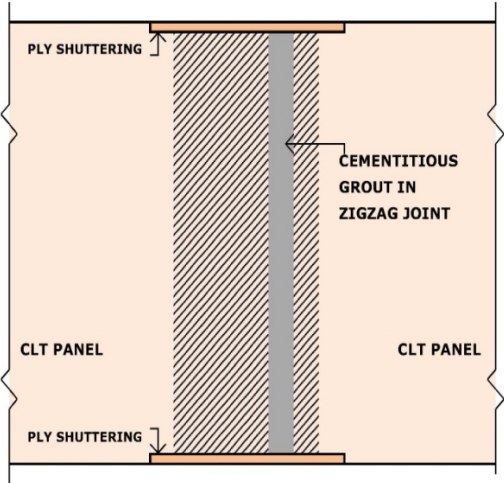 PLY SHUTTERING
CEMENTITIOUS
GROUT IN
ZIGZAG JOINT
CLT PANEL
CLT PANEL
PLY SHUTTERING